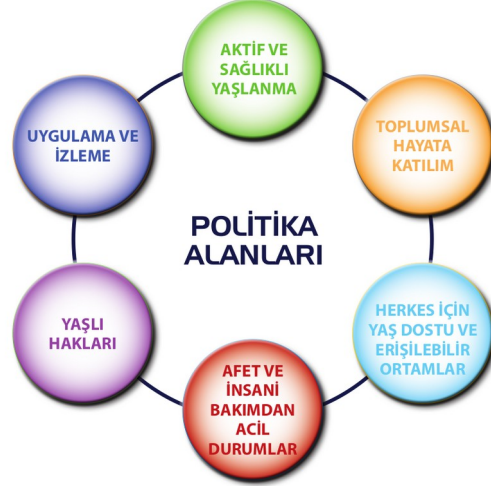 AKTİF VE
SAĞLIKLI
YAŞLANMA
TOPLUMSAL
HAYATA
KATILIM
HERKES İÇİN
YAŞ DOSTU VE
ERİŞİLEBİLİR
ORTAMLAR
AFET VE
İNSANİ
BAKIMDAN
ACİL
DURUMLAR
YAŞLI
HAKLARI
UYGULAMA VE
İZLEME
POLİTİKA
ALANLARI